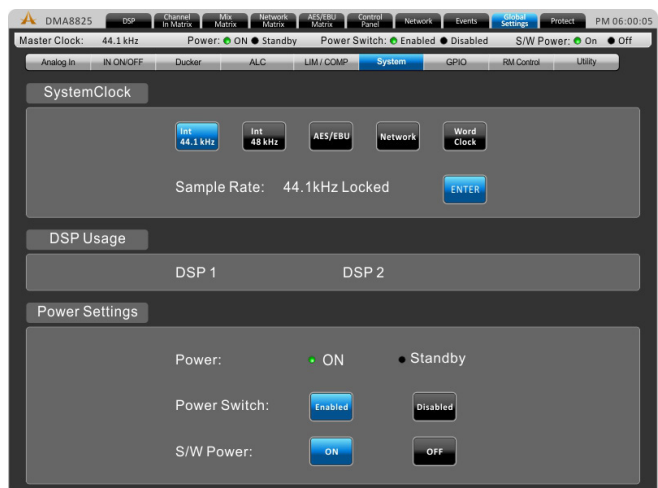 DMA8825 DSP Channel In Matrix Mix Matrix Network Matrix AES/EBU Matrix Control Panel Network Events Global Settings Protect PM 06:00:05
Master Clock: 44.1 kHz Power: ON Standby Power Switch: Enabled Disabled S/W Power: On Off
Analog In IN ON/OFF Ducker ALC LIM / COMP System GPIO RM Control Utility
SystemClock
Int 44.1 kHz Int 48 kHz AES/EBU Network Word Clock
Sample Rate: 44.1kHz Locked ENTER
DSP Usage
DSP 1 DSP 2
Power Settings
Power: ON Standby
Power Switch: Enabled Disabled
S/W Power: ON OFF